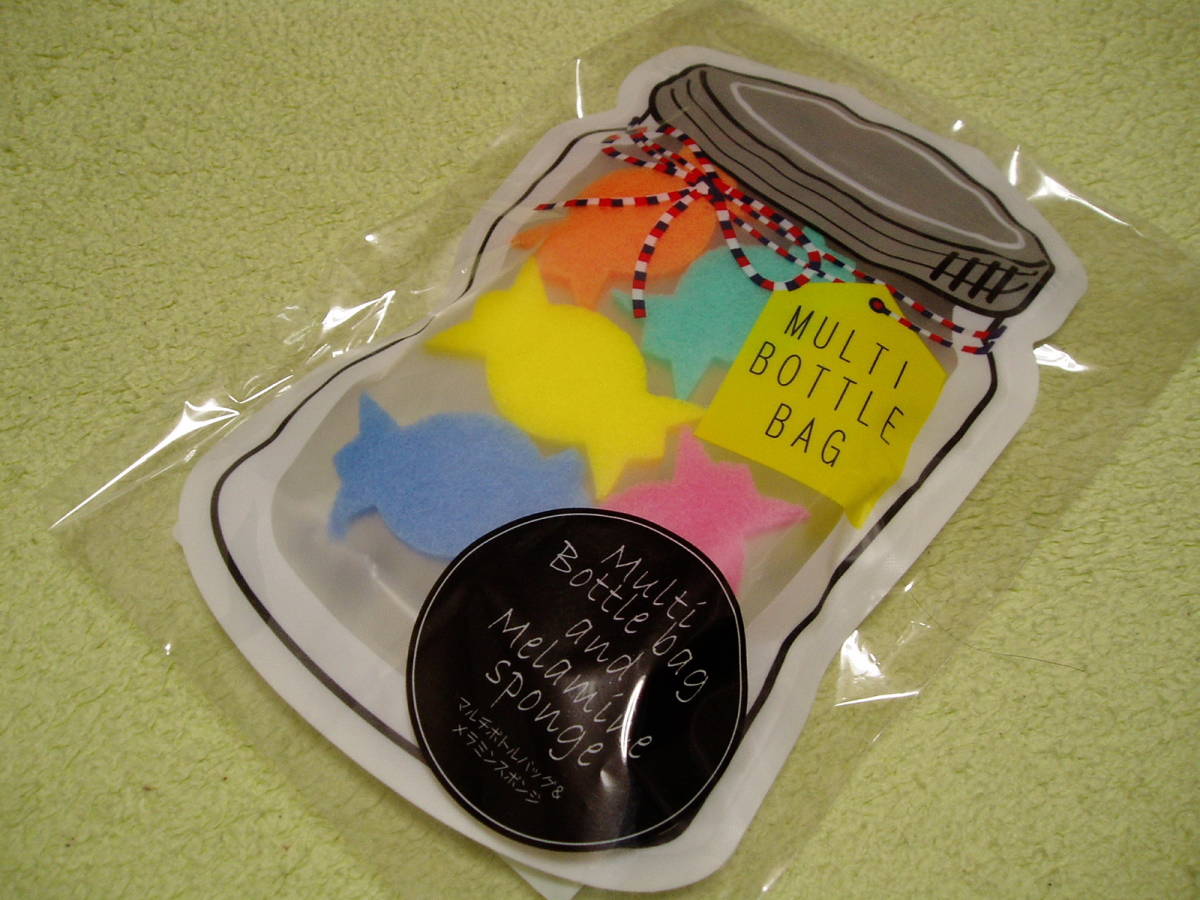 MULTI
BOTTLE
BAG
Multi
Bottle bag
and
Melamine
sponge
マルチボトルバッグ&
メラミンスポンジ